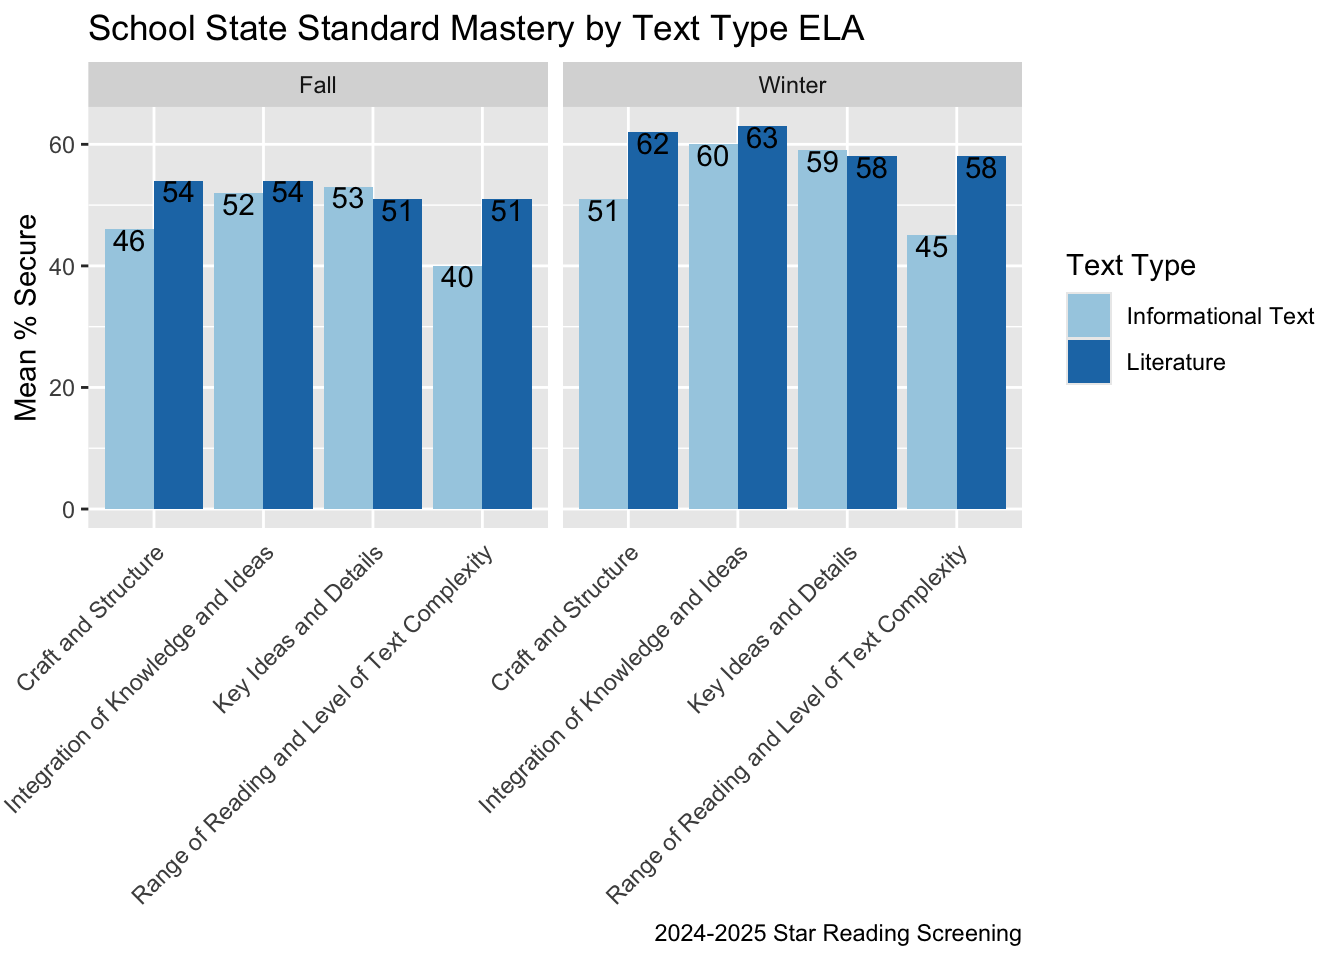 School State Standard Mastery by Text Type ELA
Fall
Winter
Mean % Secure
60
40
20
0
46
54
52
54
53
51
40
51
51
62
60
63
59
58
45
58
Craft and Structure
Integration of Knowledge and Ideas
Key Ideas and Details
Range of Reading and Level of Text Complexity
Craft and Structure
Integration of Knowledge and Ideas
Key Ideas and Details
Range of Reading and Level of Text Complexity
Text Type
Informational Text
Literature
2024-2025 Star Reading Screening